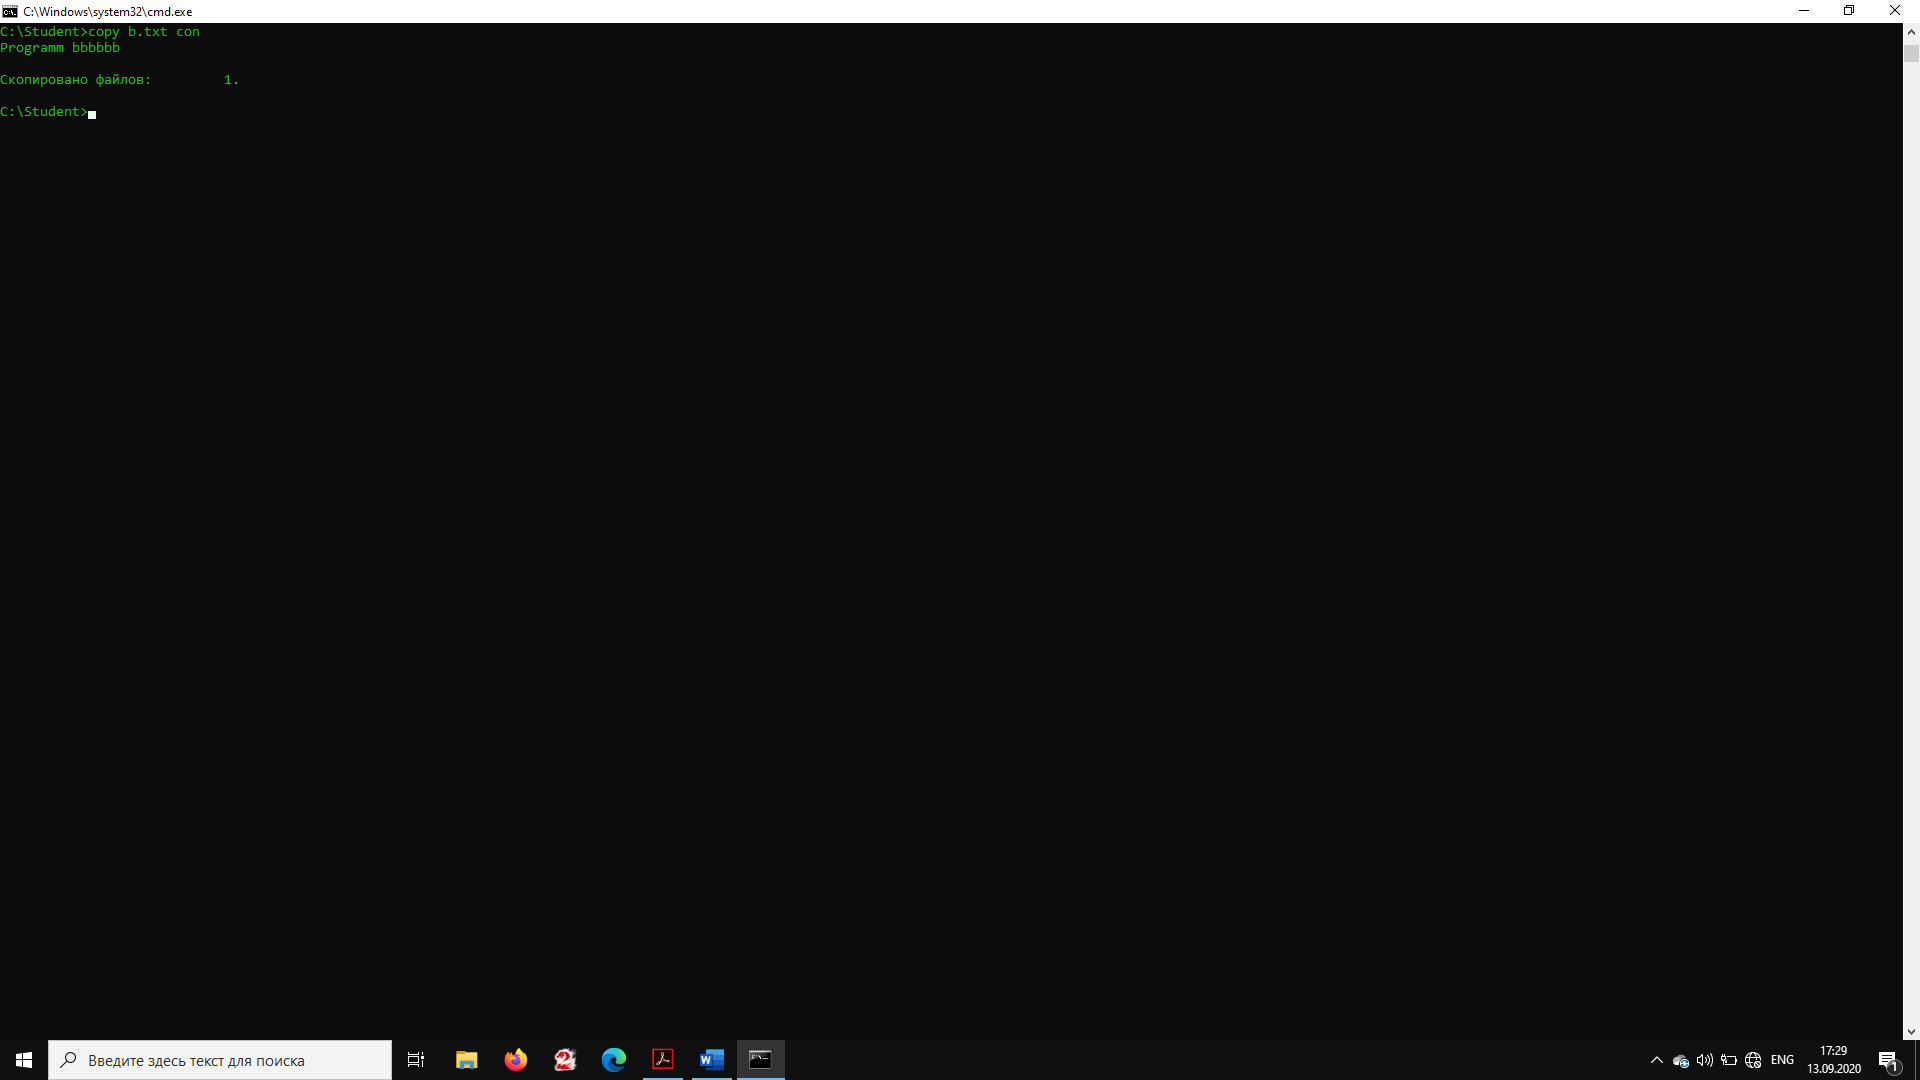 C:\Windows\system32\cmd.exe
C:\Student>copy b.txt con
Programm bbbbbb
Скопировано файлов:         1.
C:\Student>
Введите здесь текст для поиска
ENG
17:29
13.09.2020
1